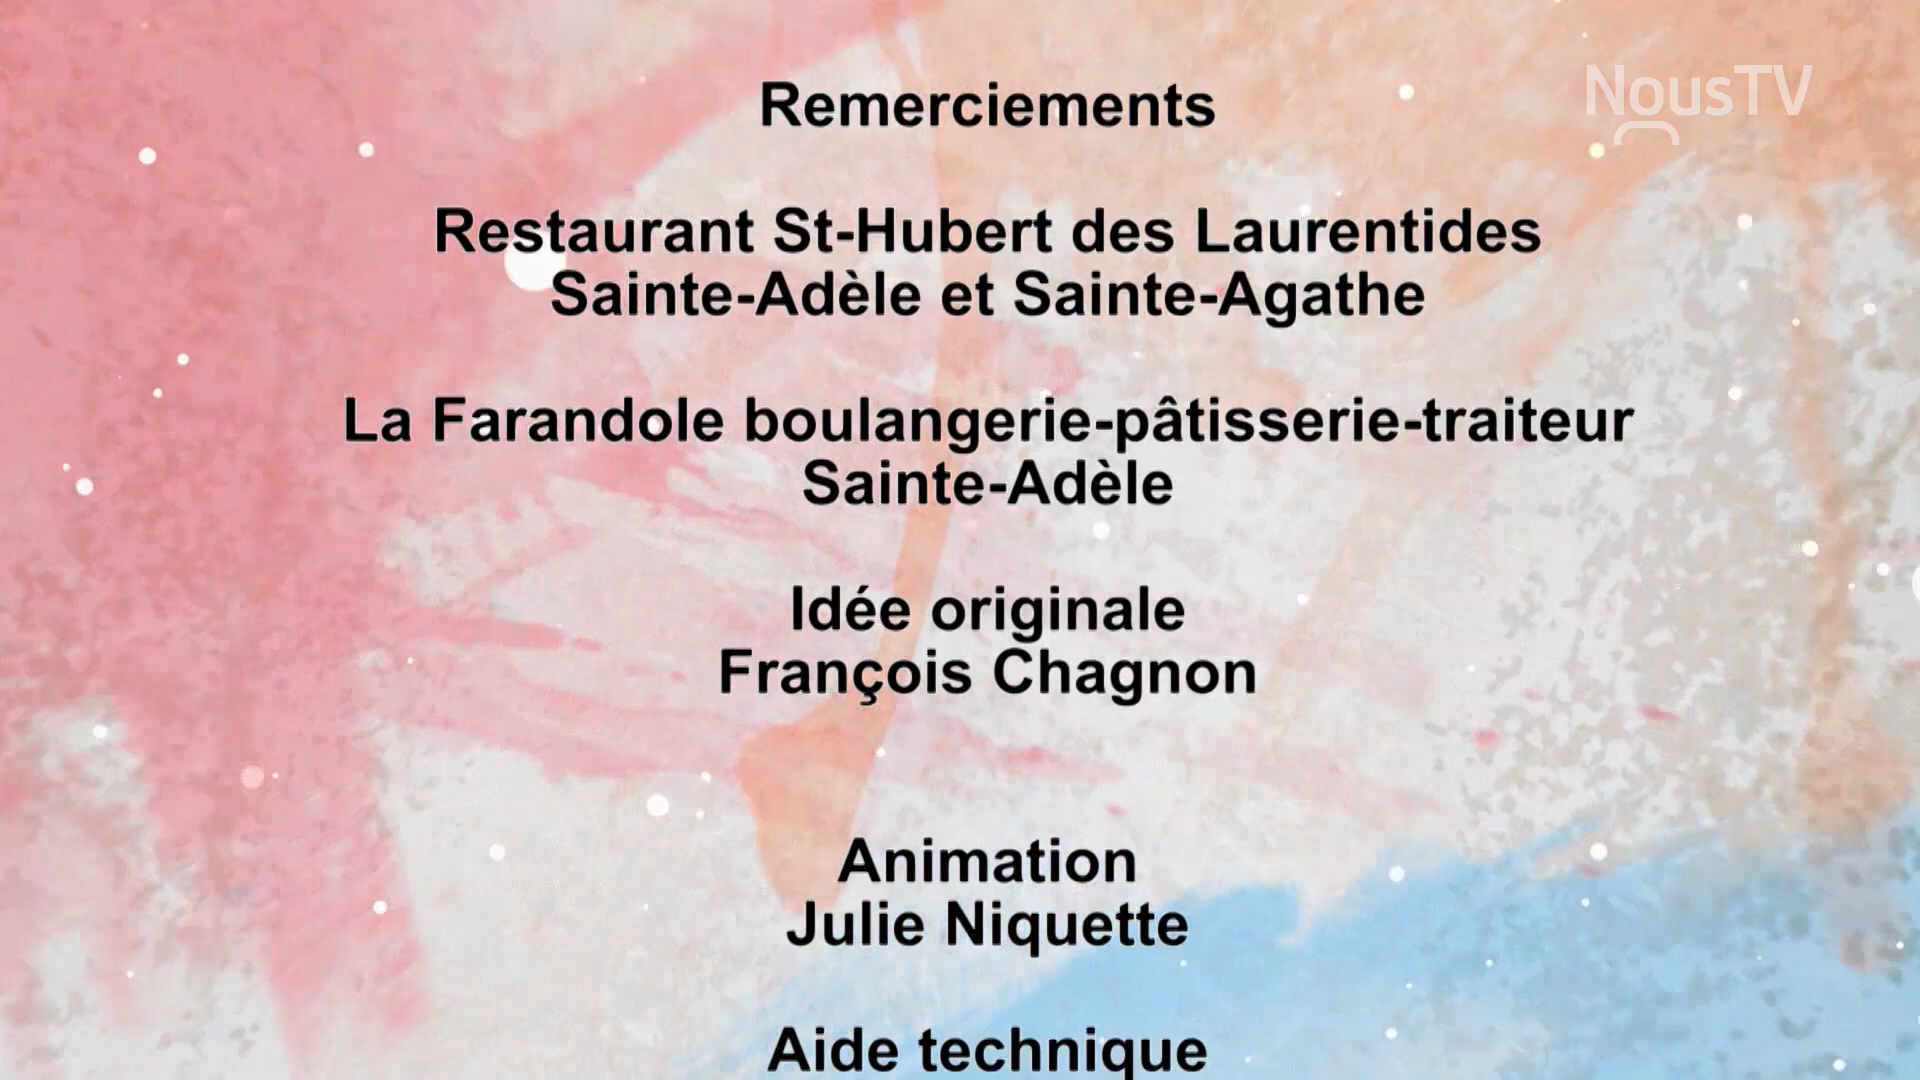 NousTV
Remerciements
Restaurant St-Hubert des Laurentides
Sainte-Adèle et Sainte-Agathe
La Farandole boulangerie-pâtisserie-traiteur
Sainte-Adèle
Idée originale
François Chagnon
Animation
Julie Niquette
Aide technique